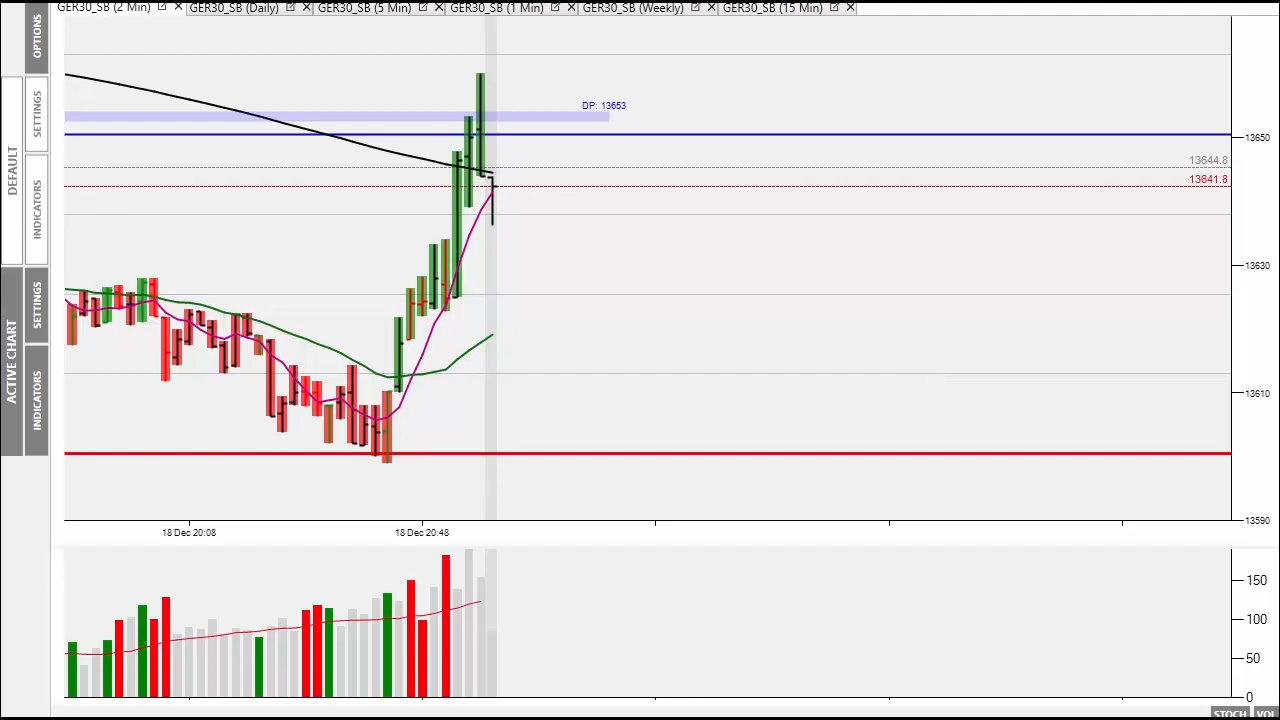 GER30_SB (2 Min) GER30_SB (Daily) GER30_SB (5 Min) GER30_SB (1 Min) GER30_SB (Weekly) GER30_SB (15 Min)
OPTIONS
DEFAULT
SETTINGS
INDICATORS
ACTIVE CHART
SETTINGS
INDICATORS
DP: 13653
13650
13644.8
13641.8
13630
13610
13590
18 Dec 20:08 18 Dec 20:48
150
100
50
0
STOCH VOL